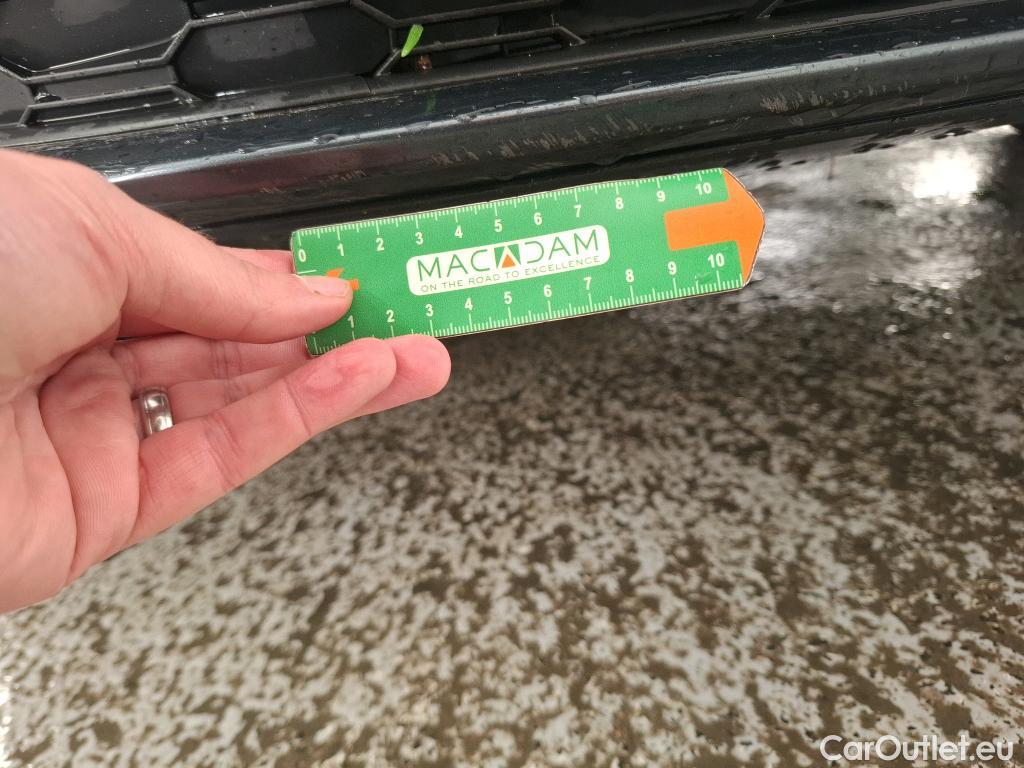 0 1 2 3 4 5 6 7 8 9 10
MACADAM
ON THE ROAD TO EXCELLENCE
1 2 3 4 5 6 7 8 9 10
CarOutlet.eu